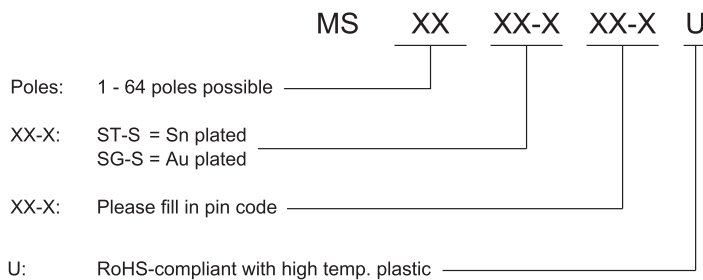 MS XX XX-X XX-X U
Poles: 1 - 64 poles possible
XX-X: ST-S = Sn plated
SG-S = Au plated
XX-X: Please fill in pin code
U: RoHS-compliant with high temp. plastic